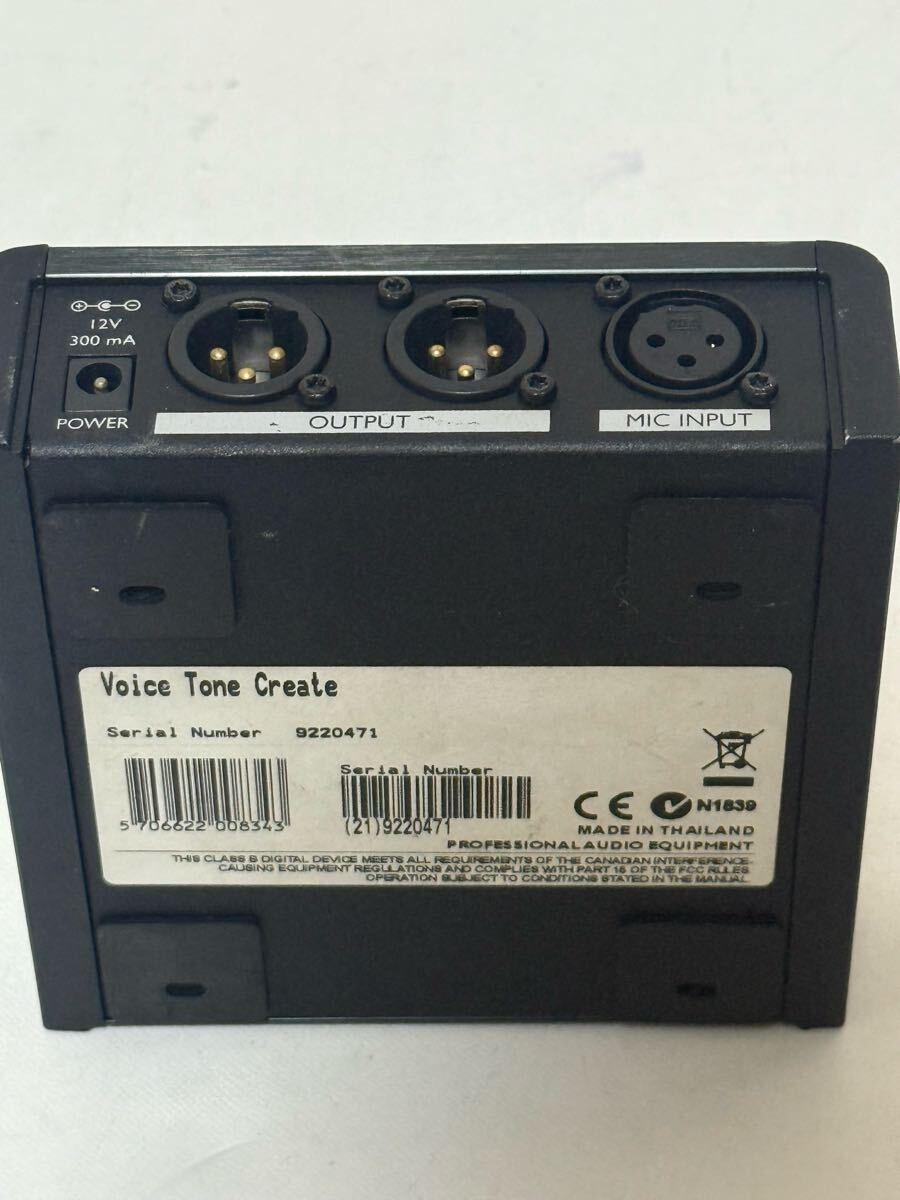 12V
300 mA
POWER
OUTPUT
MIC INPUT
Voice Tone Create
Serial Number 9220471
Serial Number
5 706622 008343
(21)9220471
CE N1839
MADE IN THAILAND
PROFESSIONAL AUDIO EQUIPMENT
THIS CLASS B DIGITAL DEVICE MEETS ALL REQUIREMENTS OF THE CANADIAN INTERFERENCE-
CAUSING EQUIPMENT REGULATIONS AND COMPLIES WITH PART 15 OF THE FCC RULES.
OPERATION SUBJECT TO CONDITIONS STATED IN THE MANUAL.